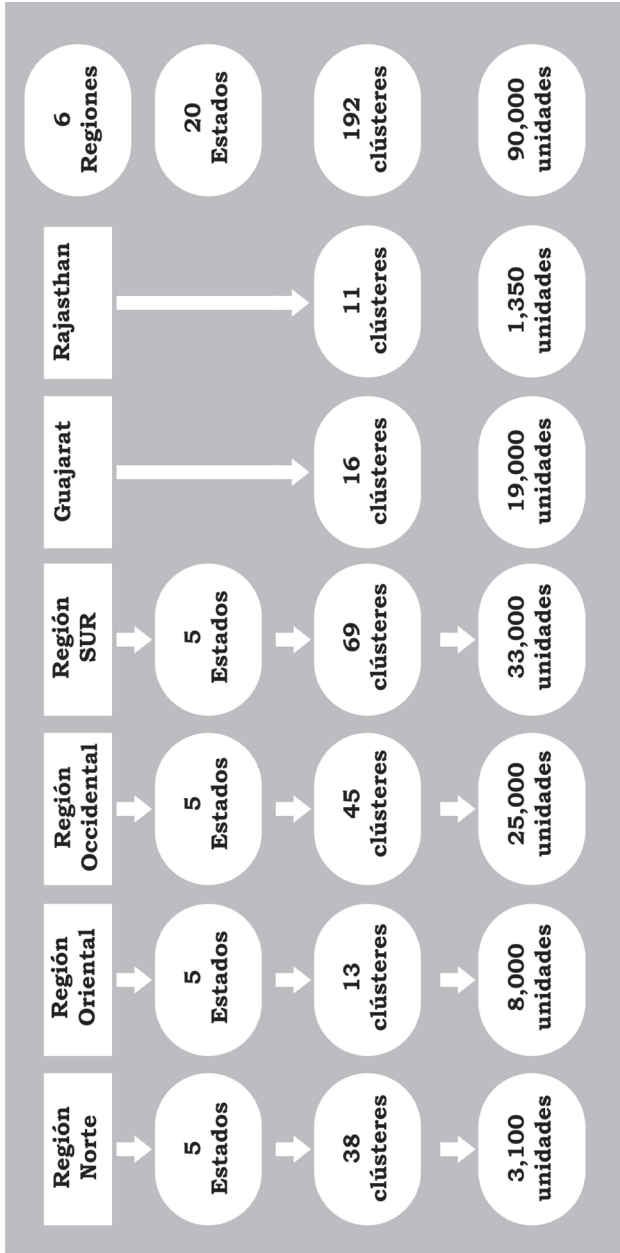 Región
Norte
5
Estados
38
clústeres
3,100
unidades
Región
Oriental
5
Estados
13
clústeres
8,000
unidades
Región
Occidental
5
Estados
45
clústeres
25,000
unidades
Región
SUR
5
Estados
69
clústeres
33,000
unidades
Guajarat
16
clústeres
19,000
unidades
Rajasthan
11
clústeres
1,350
unidades
6
Regiones
20
Estados
192
clústeres
90,000
unidades